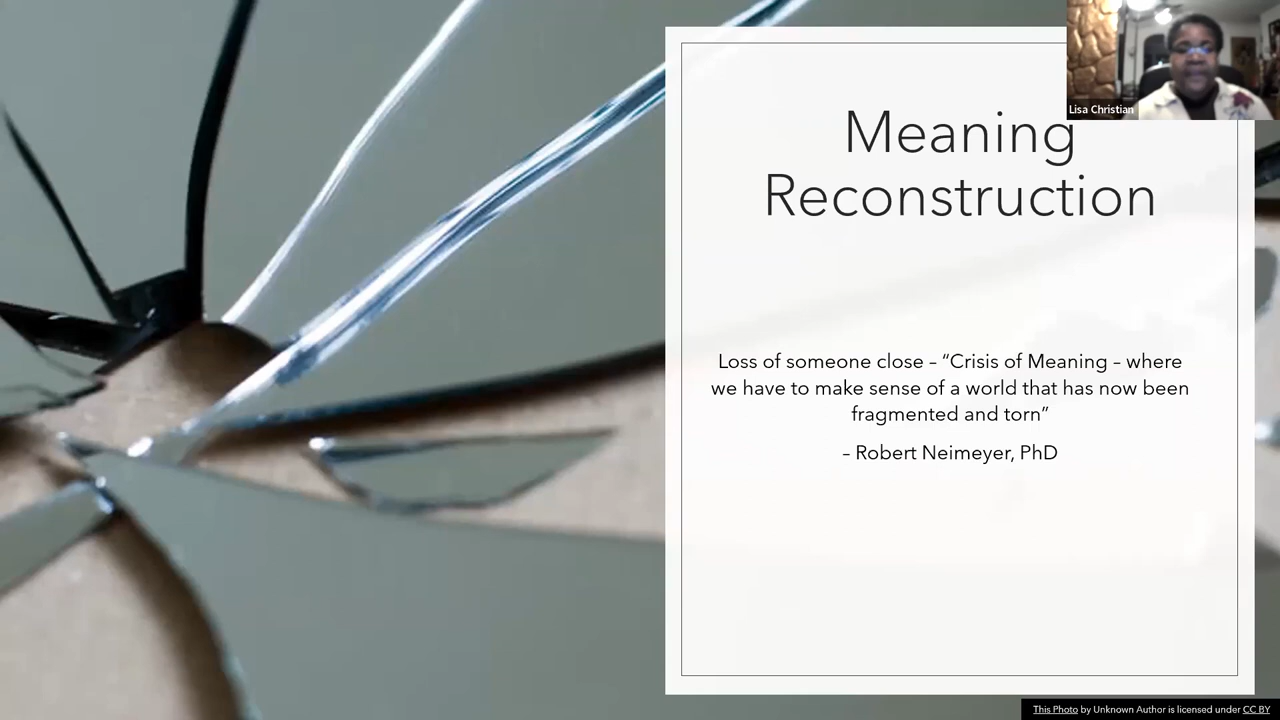 Lisa Christian
Meaning
Reconstruction
Loss of someone close – “Crisis of Meaning – where
we have to make sense of a world that has now been
fragmented and torn”
– Robert Neimeyer, PhD
This Photo by Unknown Author is licensed under CC BY